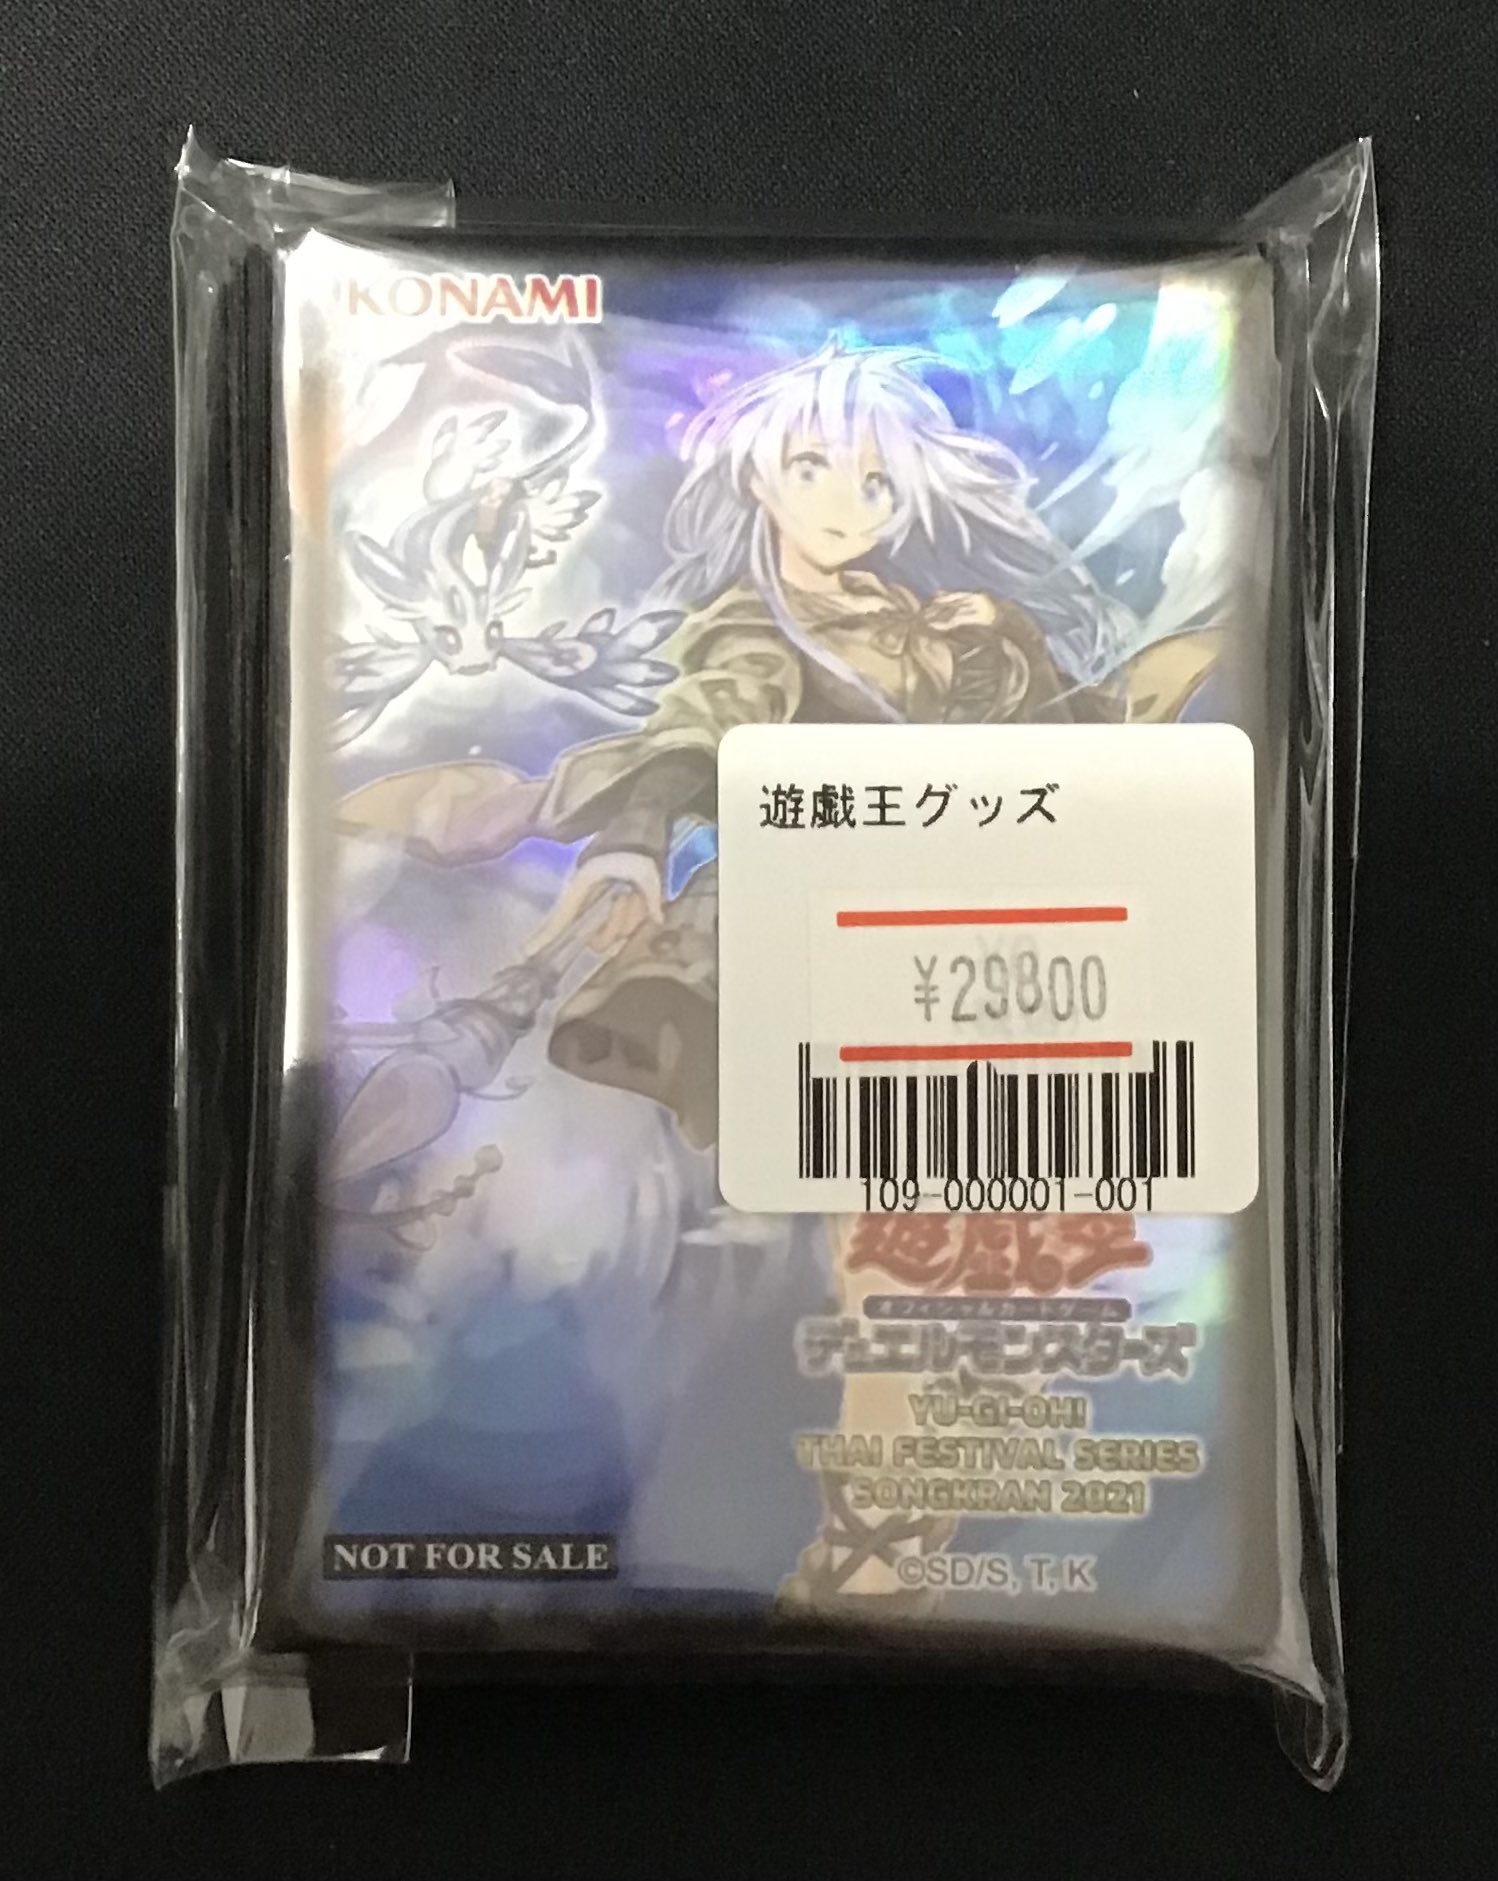 KONAMI
遊戯王グッズ
¥29800
109-000001-001
遊戯王
オフィシャルカードゲーム
デュエルモンスターズ
YU-GI-OH!
THAI FESTIVAL SERIES
SONGKRAN 2021
NOT FOR SALE
©SD/S, T, K